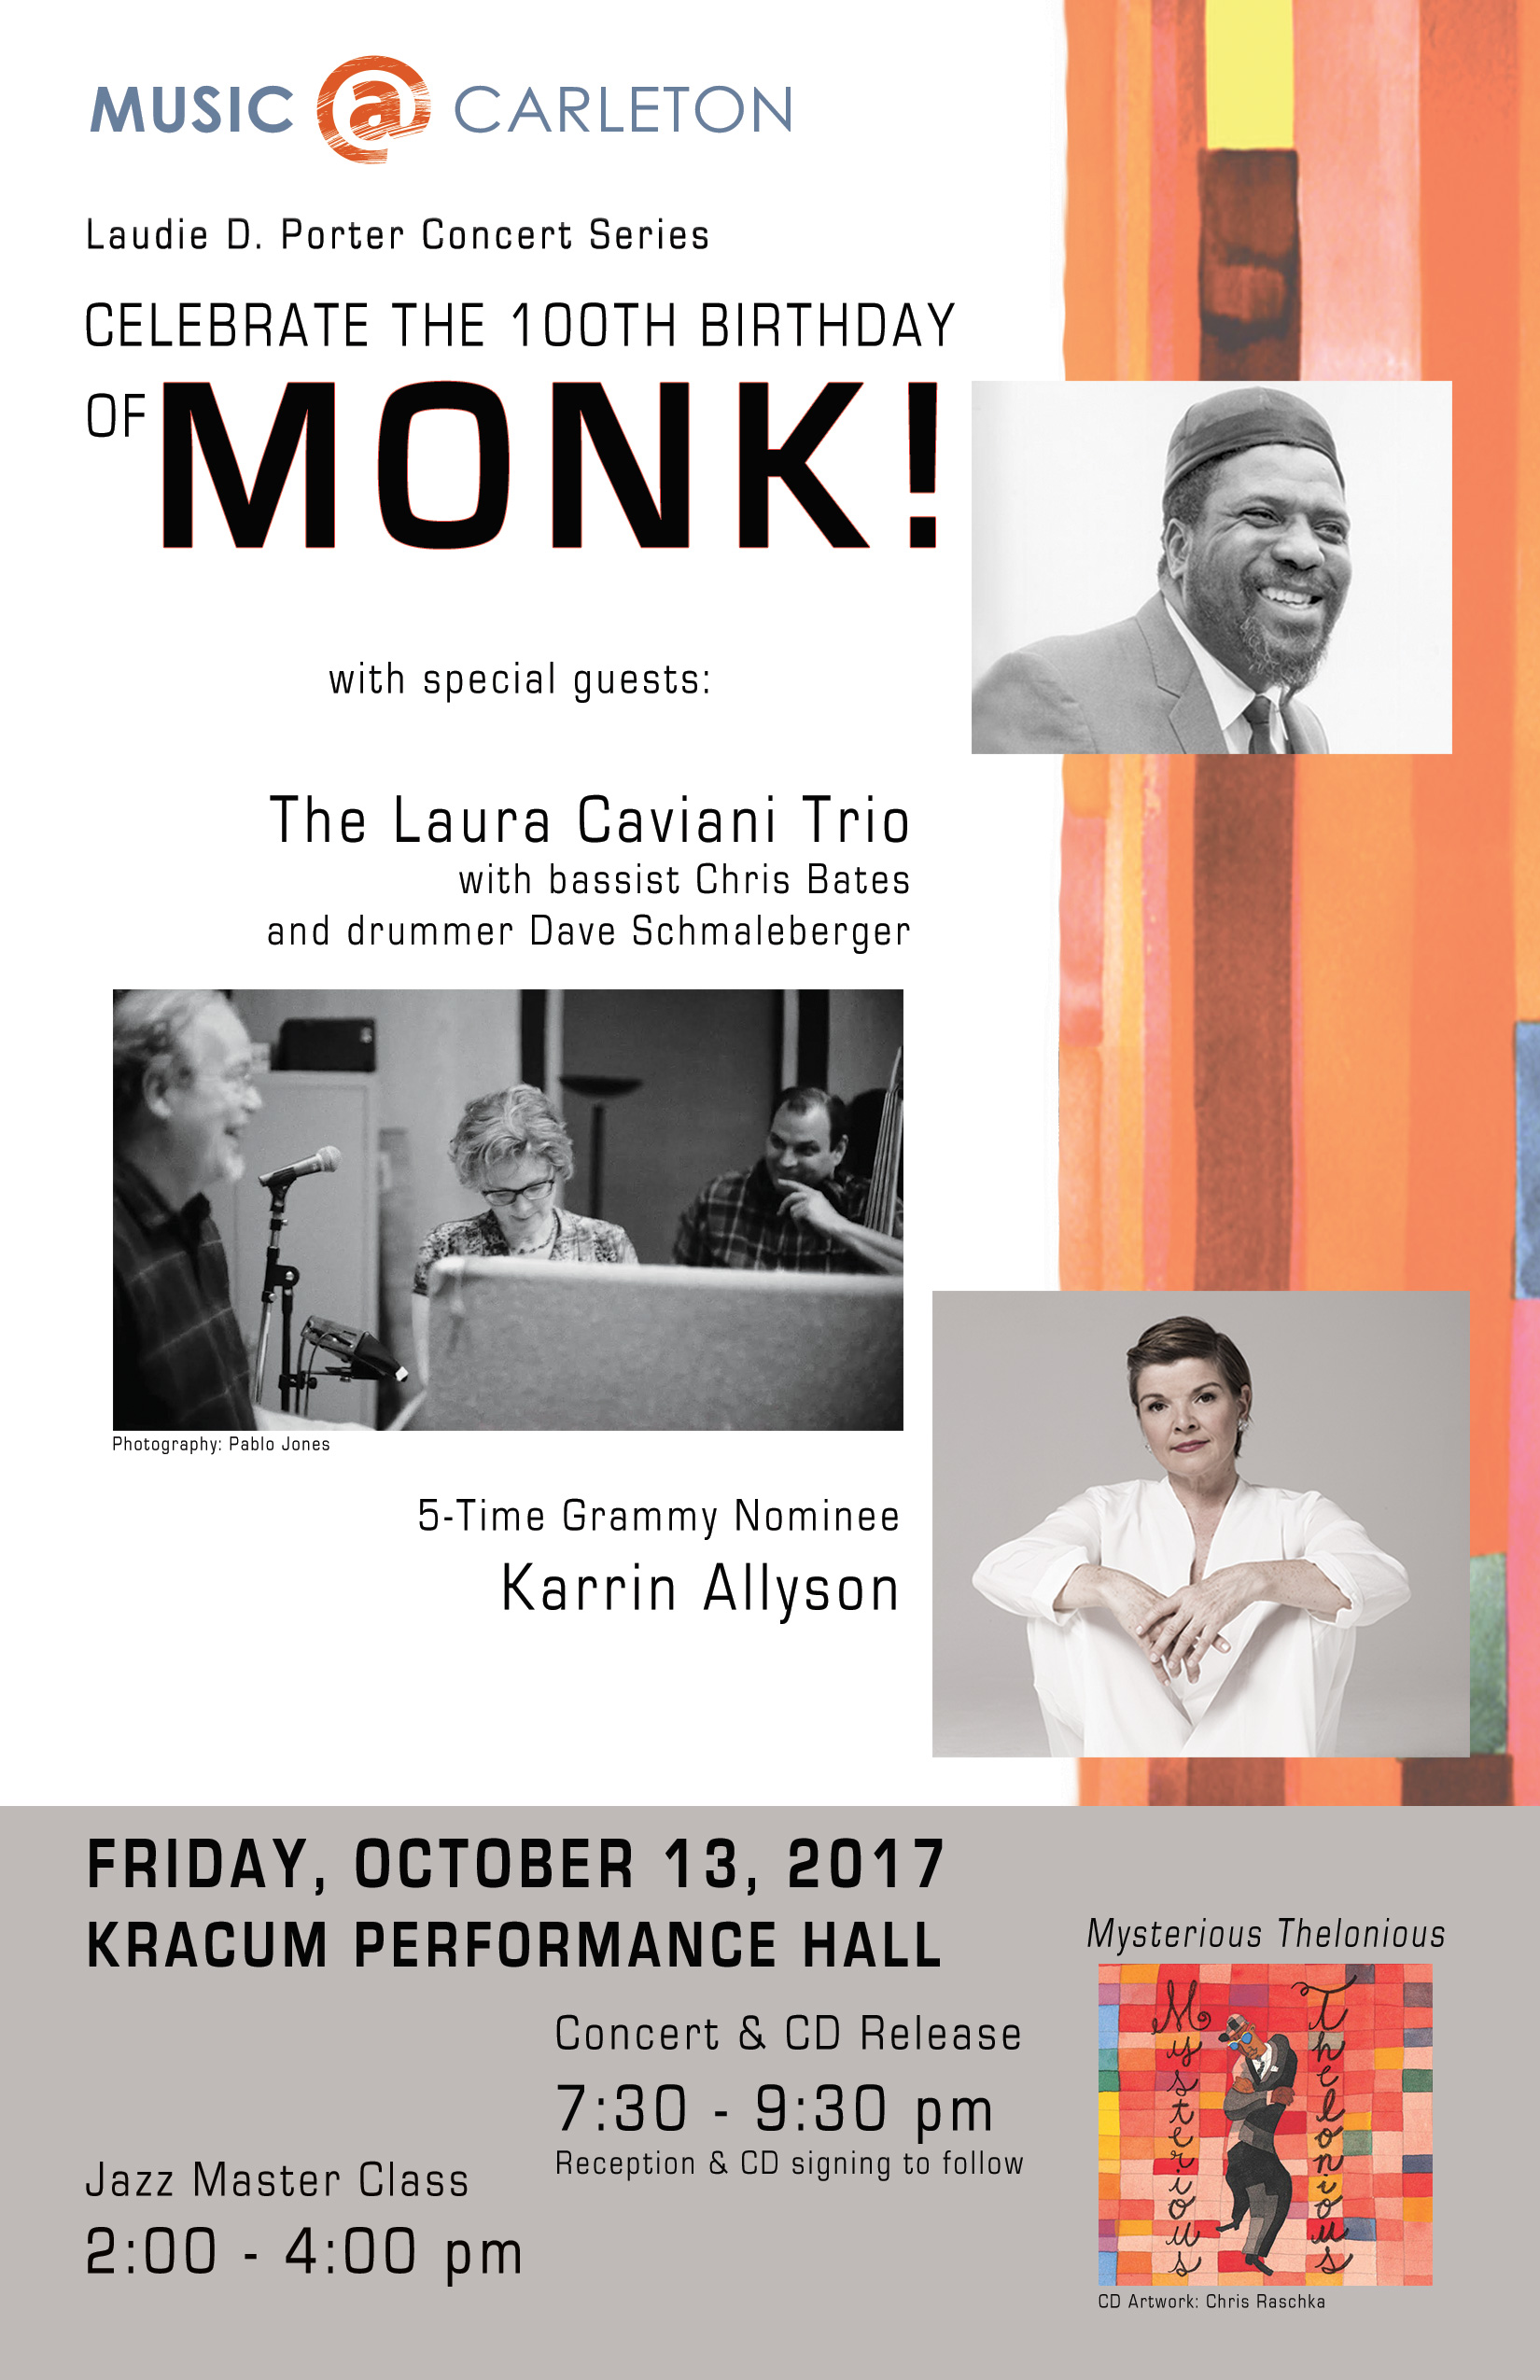 MUSIC @ CARLETON
Laudie D. Porter Concert Series
CELEBRATE THE 100TH BIRTHDAY
OF MONK!
with special guests:
The Laura Caviani Trio
with bassist Chris Bates
and drummer Dave Schmaleberger
Photography: Pablo Jones
5-Time Grammy Nominee
Karrin Allyson
FRIDAY, OCTOBER 13, 2017
KRACUM PERFORMANCE HALL
Concert & CD Release
7:30 - 9:30 pm
Reception & CD signing to follow
Jazz Master Class
2:00 - 4:00 pm
Mysterious Thelonious
Mysterious
Thelonious
CD Artwork: Chris Raschka